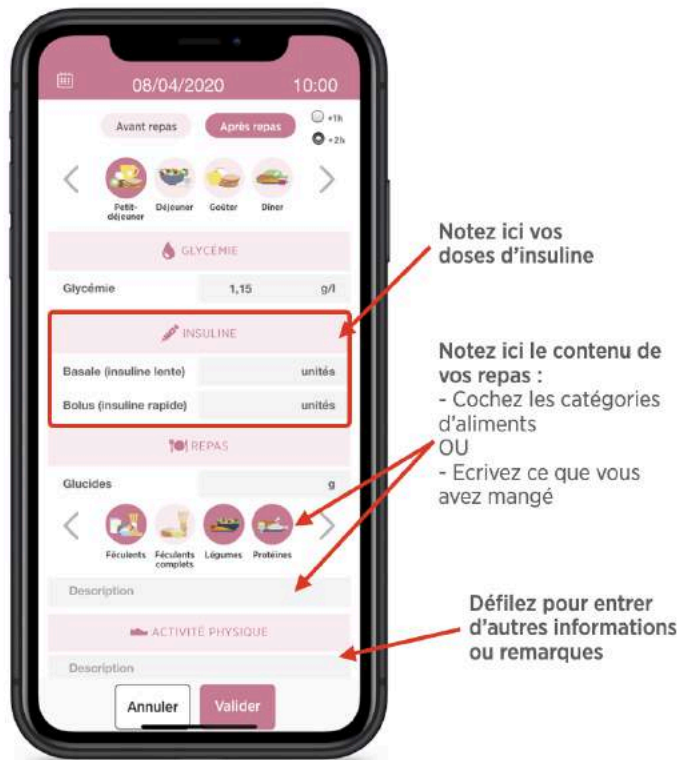 08/04/2020 10:00
Avant repas Après repas
+1h
+2h
Petit-
déjeuner
Déjeuner
Goûter
Dîner
GLYCÉMIE
Glycémie 1,15 g/l
INSULINE
Basale (insuline lente) unités
Bolus (insuline rapide) unités
REPAS
Glucides g
Féculents
Féculents
complets
Légumes
Protéines
Description
ACTIVITÉ PHYSIQUE
Description
Annuler Valider
Notez ici vos
doses d'insuline
Notez ici le contenu de
vos repas :
- Cochez les catégories
d'aliments
OU
- Ecrivez ce que vous
avez mangé
Défilez pour entrer
d'autres informations
ou remarques